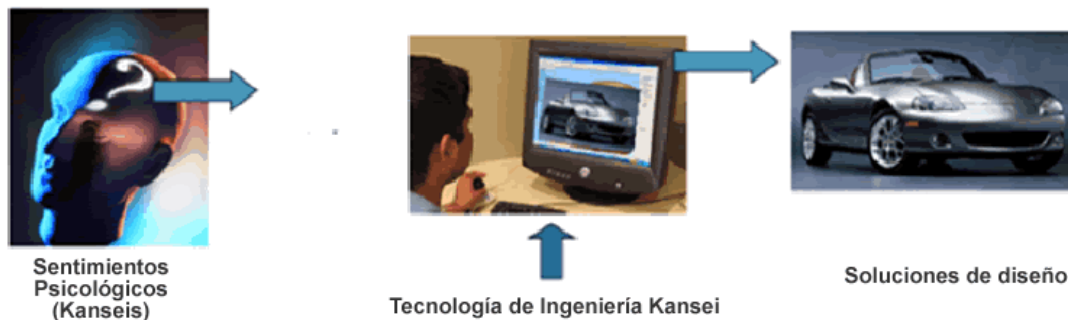 Sentimientos
Psicológicos
(Kanseis)
Tecnología de Ingeniería Kansei
Soluciones de diseño